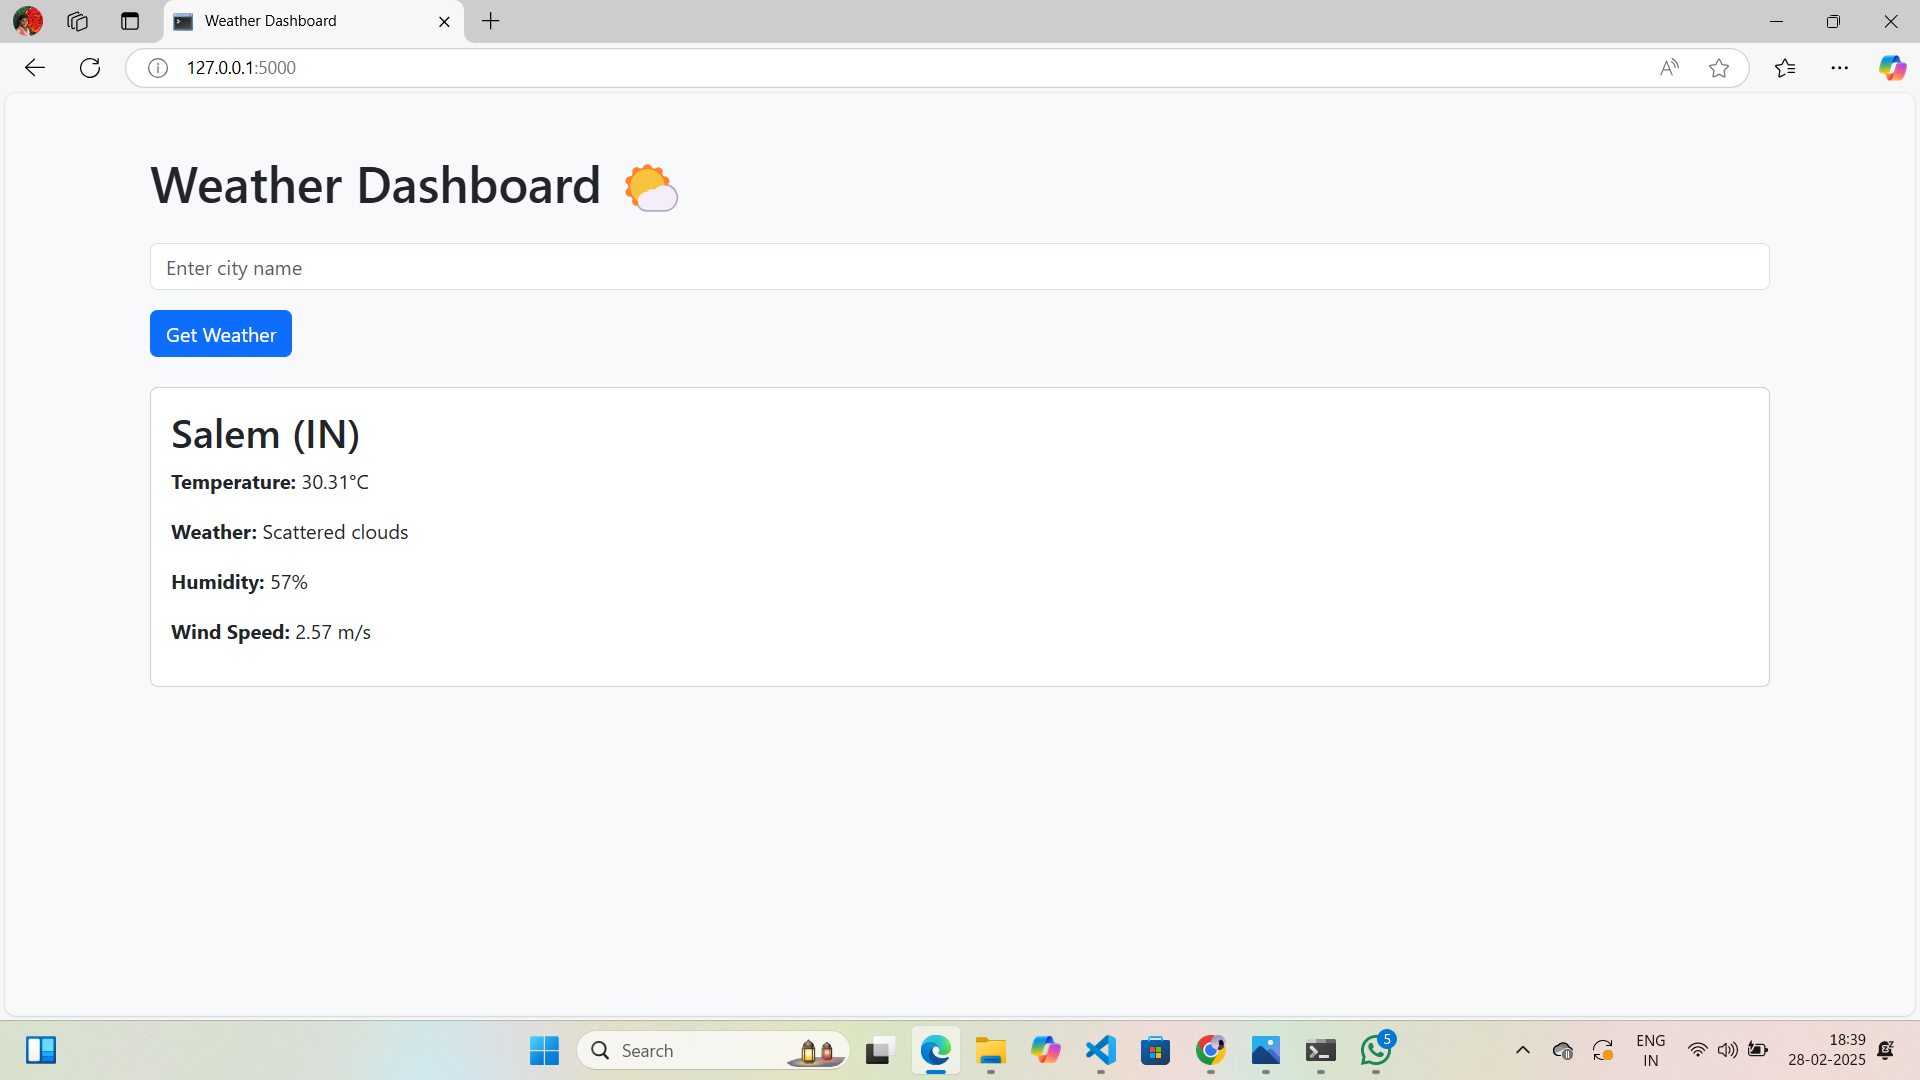 Weather Dashboard
127.0.0.1:5000
Weather Dashboard
Enter city name
Get Weather
Salem (IN)
Temperature: 30.31°C
Weather: Scattered clouds
Humidity: 57%
Wind Speed: 2.57 m/s
Search
5
ENG
IN
18:39
28-02-2025